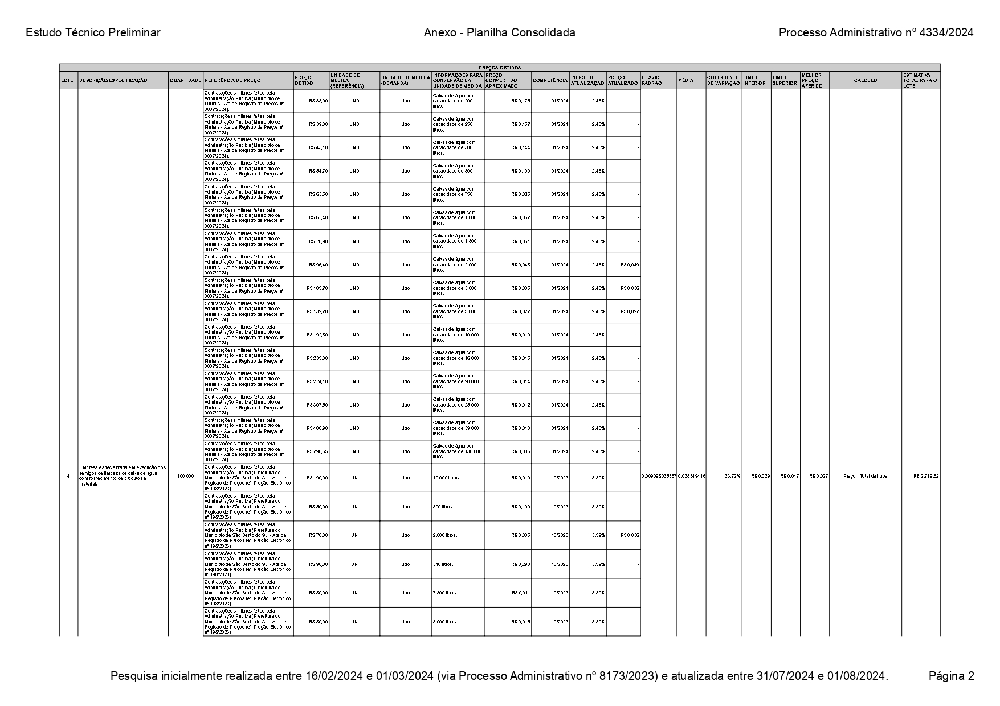 Estudo Técnico Preliminar Anexo - Planilha Consolidada Processo Administrativo nº 4334/2024
PREÇOS OBTIDOS
LOTE DESCRIÇÃO/ESPECIFICAÇÃO QUANTIDADE REFERÊNCIA DE PREÇO PREÇO OBTIDO UNIDADE DE MEDIDA (REFERÊNCIA) UNIDADE DE MEDIDA (DEMANDA) INFORMAÇÕES PARA CONVERSÃO DA UNIDADE DE MEDIDA PREÇO CONVERTIDO APROXIMADO COMPETÊNCIA ÍNDICE DE ATUALIZAÇÃO PREÇO ATUALIZADO DESVIO PADRÃO MÉDIA COEFICIENTE DE VARIAÇÃO LIMITE INFERIOR LIMITE SUPERIOR MELHOR PREÇO AFERIDO CÁLCULO ESTIMATIVA TOTAL PARA O LOTE
Contratações similares feitas pela Administração Pública (Município de Pinhais - Ata de Registro de Preços nº 0007/2024). R$ 35,00 UND Litro Caixas de água com capacidade de 200 litros. R$ 0,175 01/2024 2,48% -
Contratações similares feitas pela Administração Pública (Município de Pinhais - Ata de Registro de Preços nº 0007/2024). R$ 39,30 UND Litro Caixas de água com capacidade de 250 litros. R$ 0,157 01/2024 2,48% -
Contratações similares feitas pela Administração Pública (Município de Pinhais - Ata de Registro de Preços nº 0007/2024). R$ 43,10 UND Litro Caixas de água com capacidade de 300 litros. R$ 0,144 01/2024 2,48% -
Contratações similares feitas pela Administração Pública (Município de Pinhais - Ata de Registro de Preços nº 0007/2024). R$ 54,70 UND Litro Caixas de água com capacidade de 500 litros. R$ 0,109 01/2024 2,48% -
Contratações similares feitas pela Administração Pública (Município de Pinhais - Ata de Registro de Preços nº 0007/2024). R$ 63,50 UND Litro Caixas de água com capacidade de 750 litros. R$ 0,085 01/2024 2,48% -
Contratações similares feitas pela Administração Pública (Município de Pinhais - Ata de Registro de Preços nº 0007/2024). R$ 67,40 UND Litro Caixas de água com capacidade de 1.000 litros. R$ 0,067 01/2024 2,48% -
Contratações similares feitas pela Administração Pública (Município de Pinhais - Ata de Registro de Preços nº 0007/2024). R$ 76,90 UND Litro Caixas de água com capacidade de 1.500 litros. R$ 0,051 01/2024 2,48% -
Contratações similares feitas pela Administração Pública (Município de Pinhais - Ata de Registro de Preços nº 0007/2024). R$ 96,40 UND Litro Caixas de água com capacidade de 2.000 litros. R$ 0,048 01/2024 2,48% R$ 0,049
Contratações similares feitas pela Administração Pública (Município de Pinhais - Ata de Registro de Preços nº 0007/2024). R$ 105,70 UND Litro Caixas de água com capacidade de 3.000 litros. R$ 0,035 01/2024 2,48% R$ 0,036
Contratações similares feitas pela Administração Pública (Município de Pinhais - Ata de Registro de Preços nº 0007/2024). R$ 132,70 UND Litro Caixas de água com capacidade de 5.000 litros. R$ 0,027 01/2024 2,48% R$ 0,027
Contratações similares feitas pela Administração Pública (Município de Pinhais - Ata de Registro de Preços nº 0007/2024). R$ 192,80 UND Litro Caixas de água com capacidade de 10.000 litros. R$ 0,019 01/2024 2,48% -
Contratações similares feitas pela Administração Pública (Município de Pinhais - Ata de Registro de Preços nº 0007/2024). R$ 235,00 UND Litro Caixas de água com capacidade de 16.000 litros. R$ 0,015 01/2024 2,48% -
Contratações similares feitas pela Administração Pública (Município de Pinhais - Ata de Registro de Preços nº 0007/2024). R$ 274,10 UND Litro Caixas de água com capacidade de 20.000 litros. R$ 0,014 01/2024 2,48% -
Contratações similares feitas pela Administração Pública (Município de Pinhais - Ata de Registro de Preços nº 0007/2024). R$ 307,50 UND Litro Caixas de água com capacidade de 25.000 litros. R$ 0,012 01/2024 2,48% -
Contratações similares feitas pela Administração Pública (Município de Pinhais - Ata de Registro de Preços nº 0007/2024). R$ 406,90 UND Litro Caixas de água com capacidade de 39.000 litros. R$ 0,010 01/2024 2,48% -
Contratações similares feitas pela Administração Pública (Município de Pinhais - Ata de Registro de Preços nº 0007/2024). R$ 798,65 UND Litro Caixas de água com capacidade de 130.000 litros. R$ 0,006 01/2024 2,48% -
4 Empresa especializada em execução dos serviços de limpeza de caixa de agua, com fornecimento de produtos e materiais. 100.000 Contratações similares feitas pela Administração Pública (Prefeitura do Município de São Bento do Sul - Ata de Registro de Preços ref. Pregão Eletrônico nº 198/2023). R$ 190,00 UN Litro 10.000 litros. R$ 0,019 10/2023 3,59% - 0,009098035367 0,038349416 23,72% R$ 0,029 R$ 0,047 R$ 0,027 Preço * Total de litros R$ 2.719,82
Contratações similares feitas pela Administração Pública (Prefeitura do Município de São Bento do Sul - Ata de Registro de Preços ref. Pregão Eletrônico nº 198/2023). R$ 50,00 UN Litro 500 litros R$ 0,100 10/2023 3,59% -
Contratações similares feitas pela Administração Pública (Prefeitura do Município de São Bento do Sul - Ata de Registro de Preços ref. Pregão Eletrônico nº 198/2023). R$ 70,00 UN Litro 2.000 litros. R$ 0,035 10/2023 3,59% R$ 0,036
Contratações similares feitas pela Administração Pública (Prefeitura do Município de São Bento do Sul - Ata de Registro de Preços ref. Pregão Eletrônico nº 198/2023). R$ 90,00 UN Litro 310 litros. R$ 0,290 10/2023 3,59% -
Contratações similares feitas pela Administração Pública (Prefeitura do Município de São Bento do Sul - Ata de Registro de Preços ref. Pregão Eletrônico nº 198/2023). R$ 80,00 UN Litro 7.500 litros. R$ 0,011 10/2023 3,59% -
Contratações similares feitas pela Administração Pública (Prefeitura do Município de São Bento do Sul - Ata de Registro de Preços ref. Pregão Eletrônico nº 198/2023). R$ 80,00 UN Litro 5.000 litros. R$ 0,016 10/2023 3,59% -
Pesquisa inicialmente realizada entre 16/02/2024 e 01/03/2024 (via Processo Administrativo nº 8173/2023) e atualizada entre 31/07/2024 e 01/08/2024. Página 2